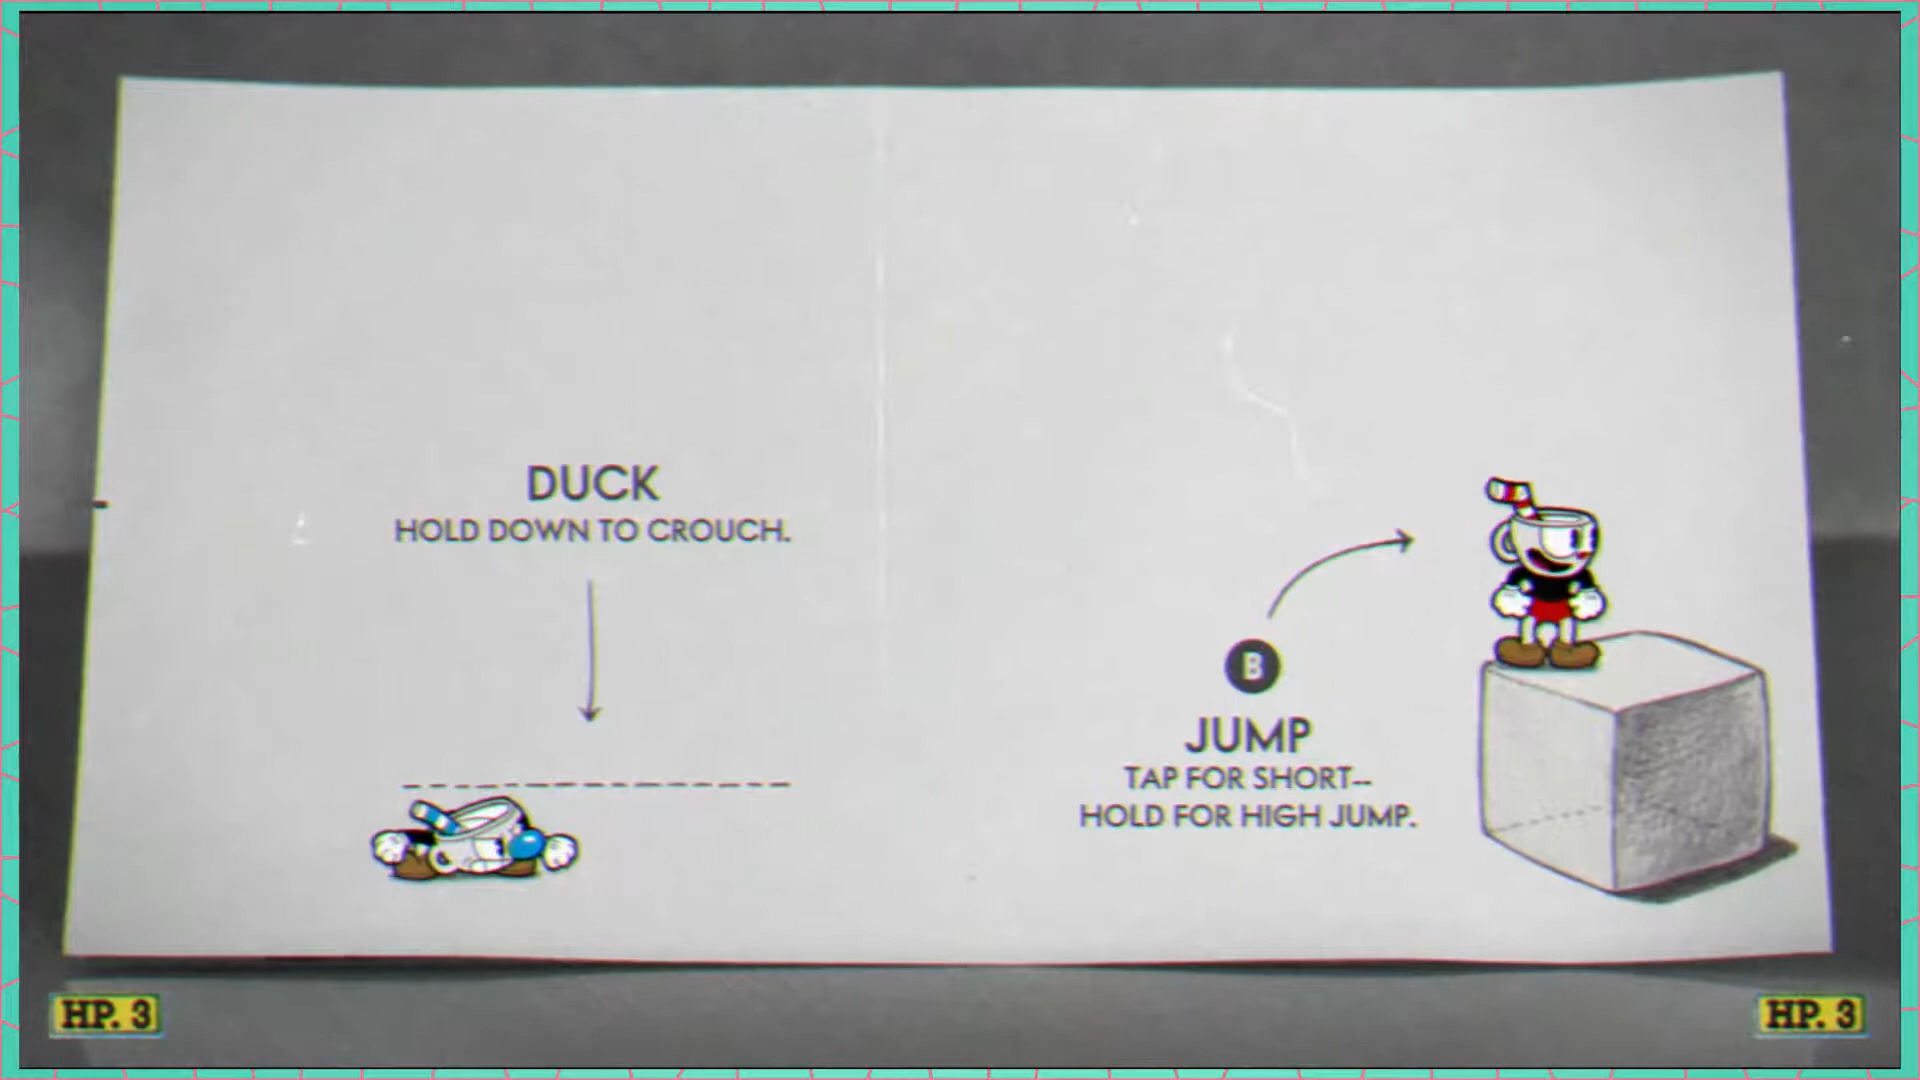 DUCK
HOLD DOWN TO CROUCH.
B
JUMP
TAP FOR SHORT--
HOLD FOR HIGH JUMP.
HP. 3
HP. 3